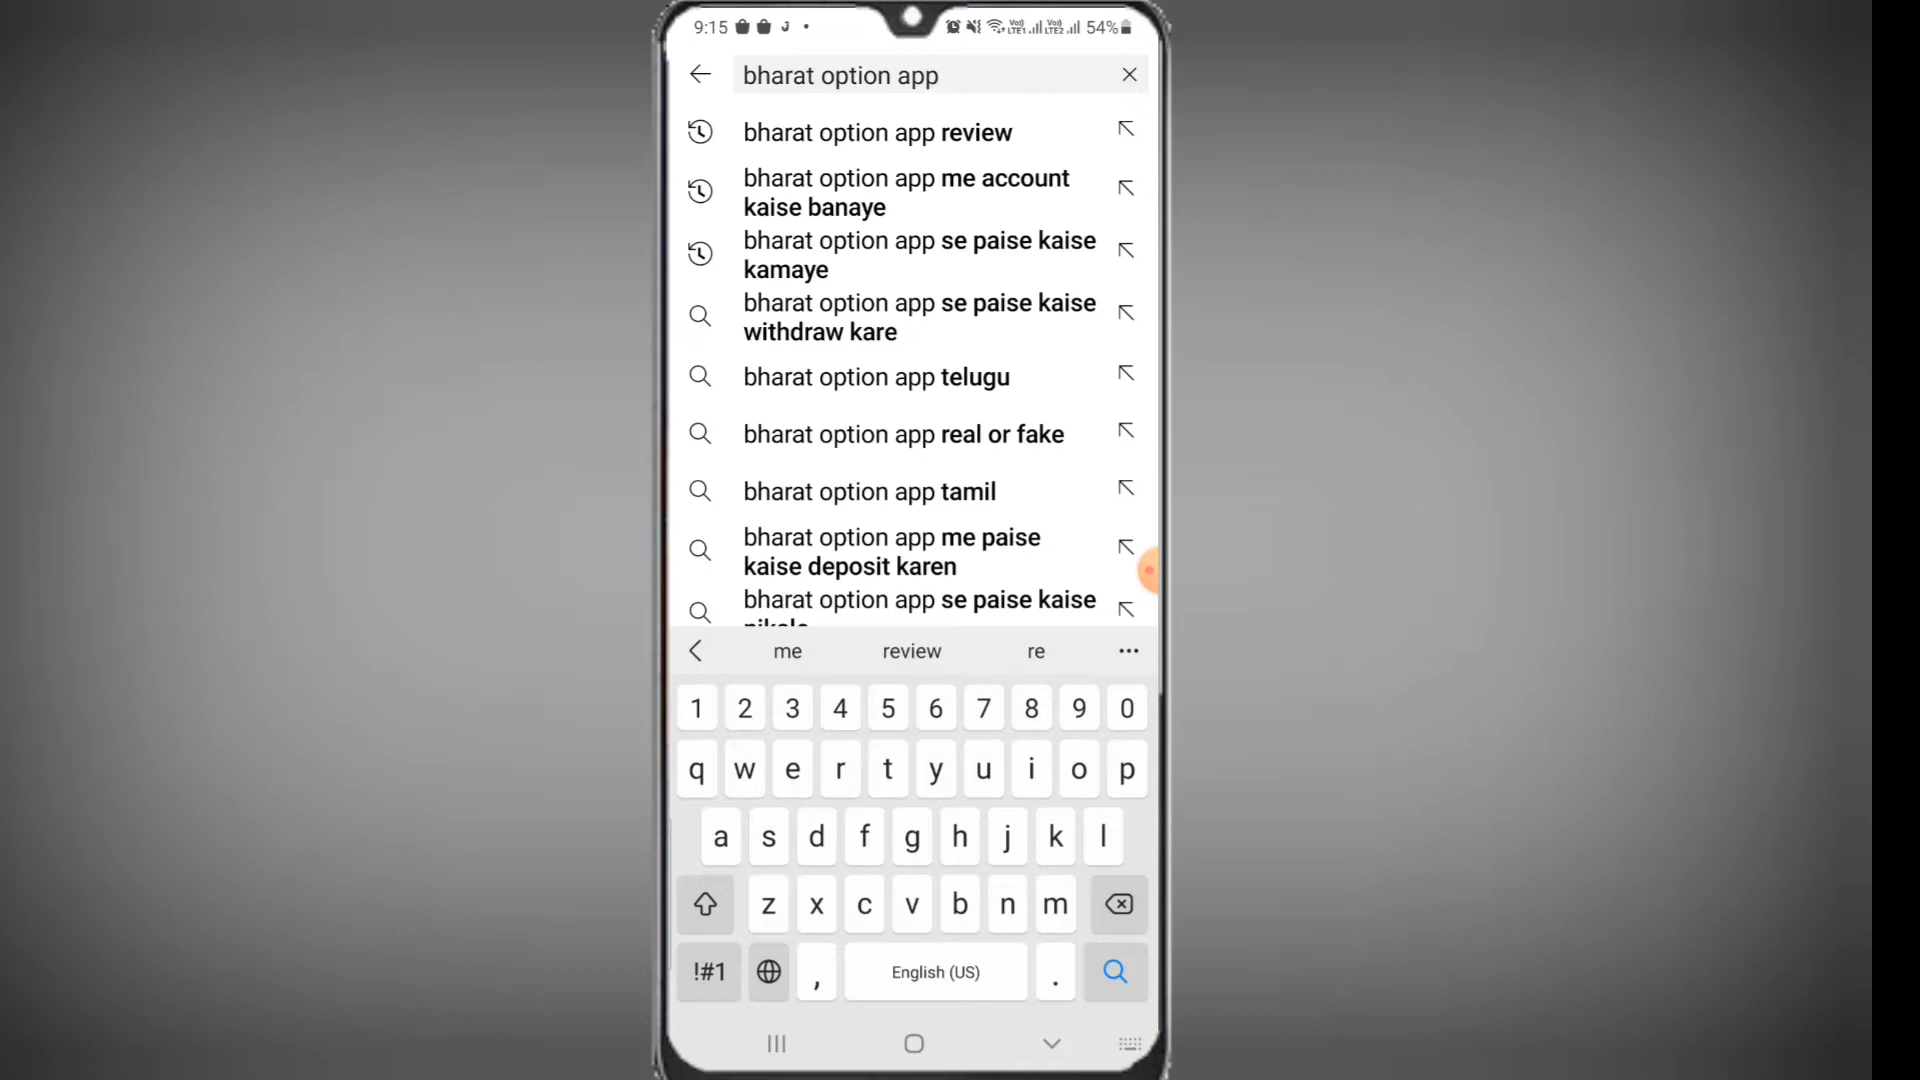 9:15 54%
bharat option app
bharat option app review
bharat option app me account
kaise banaye
bharat option app se paise kaise
kamaye
bharat option app se paise kaise
withdraw kare
bharat option app telugu
bharat option app real or fake
bharat option app tamil
bharat option app me paise
kaise deposit karen
bharat option app se paise kaise
me review re
1 2 3 4 5 6 7 8 9 0
q w e r t y u i o p
a s d f g h j k l
z x c v b n m
!#1 , English (US) .